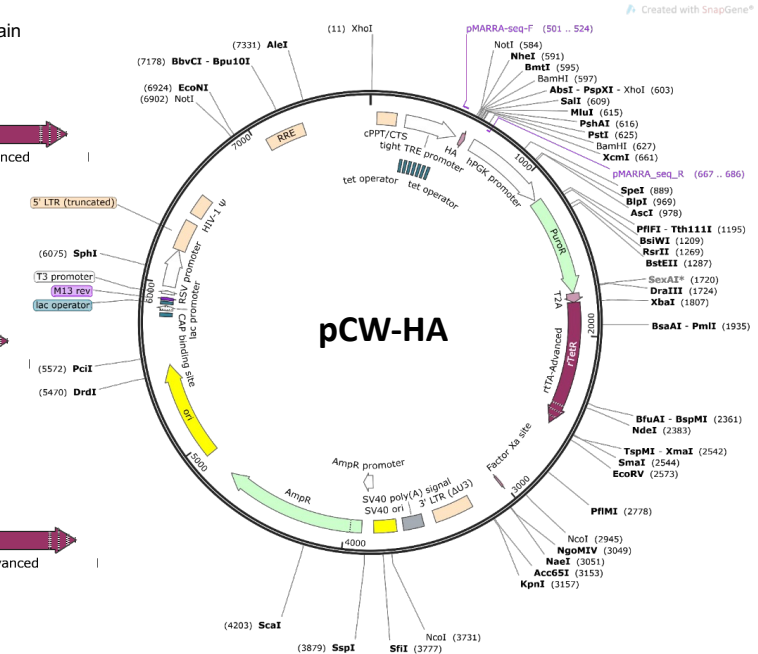 Created with SnapGene®
ain
nced
vanced
pCW-HA
(11) XhoI
pMARRA-seq-F (501 .. 524)
NotI (584)
NheI (591)
BmtI (595)
BamHI (597)
AbsI - PspXI - XhoI (603)
SalI (609)
MluI (615)
PshAI (616)
PstI (625)
BamHI (627)
XcmI (661)
pMARRA_seq_R (667 .. 686)
SpeI (889)
BlpI (969)
AscI (978)
PflFI - Tth111I (1195)
BsiWI (1209)
RsrII (1269)
BstEII (1287)
SexAI* (1720)
DraIII (1724)
XbaI (1807)
BsaAI - PmlI (1935)
BfuAI - BspMI (2361)
NdeI (2383)
TspMI - XmaI (2542)
SmaI (2544)
EcoRV (2573)
PflMI (2778)
NcoI (2945)
NgoMIV (3049)
NaeI (3051)
Acc65I (3153)
KpnI (3157)
NcoI (3731)
SfiI (3777)
(3879) SspI
(4203) ScaI
(5470) DrdI
(5572) PciI
lac operator
M13 rev
T3 promoter
(6075) SphI
5' LTR (truncated)
(6902) NotI
(6924) EcoNI
(7178) BbvCI - Bpu10I
(7331) AleI
1000
2000
3000
4000
5000
6000
7000
RRE
cPPT/CTS
tight TRE promoter
HA
tet operator
tet operator
hPGK promoter
PuroR
T2A
rtTA-Advanced
rTetR
Factor Xa site
3' LTR (ΔU3)
SV40 poly(A) signal
SV40 ori
AmpR promoter
AmpR
ori
CAP binding site
lac promoter
RSV promoter
HIV-1 Ψ